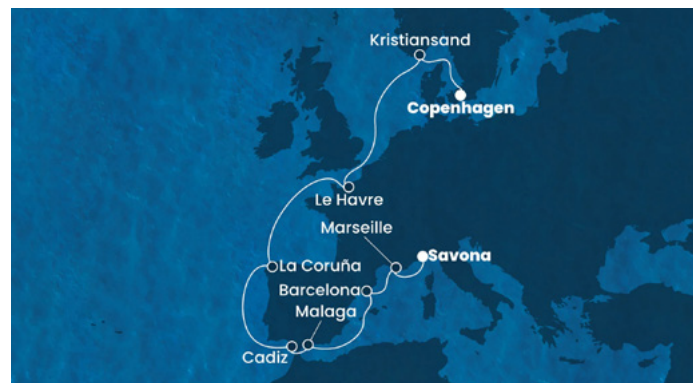 Kristiansand
Copenhagen
Le Havre
Marseille
Savona
La Coruña
Barcelona
Malaga
Cadiz